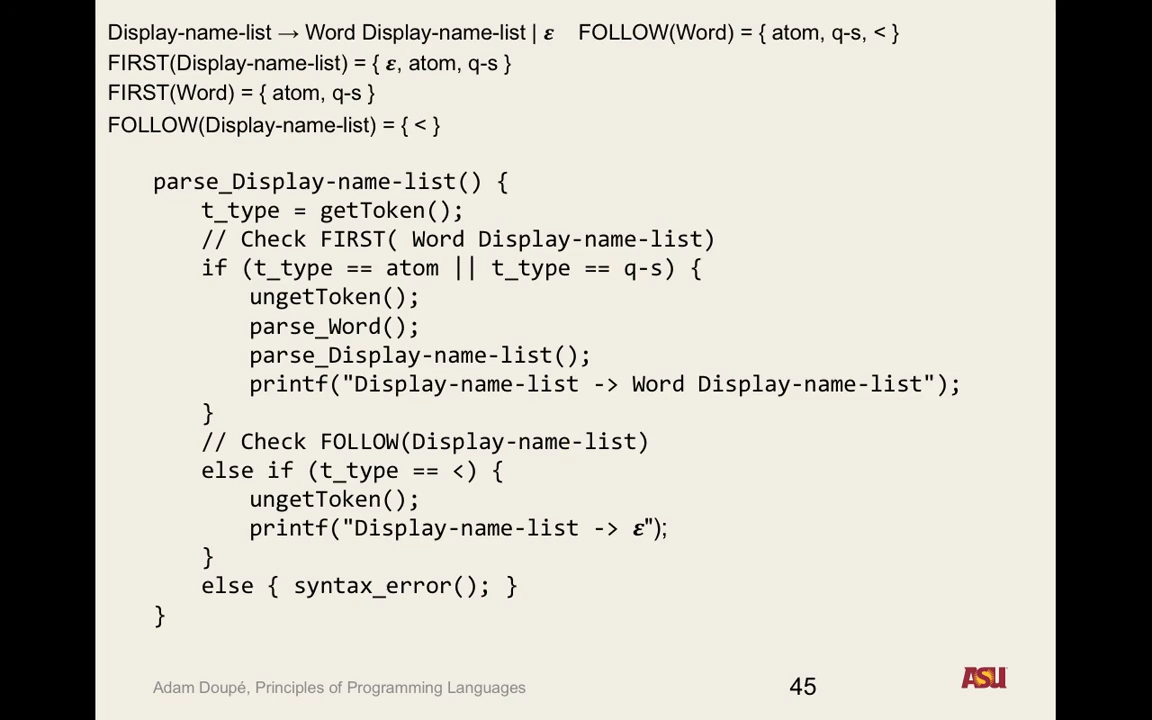 Display-name-list → Word Display-name-list | ε FOLLOW(Word) = { atom, q-s, < }
FIRST(Display-name-list) = { ε, atom, q-s }
FIRST(Word) = { atom, q-s }
FOLLOW(Display-name-list) = { < }
parse_Display-name-list() {
t_type = getToken();
// Check FIRST( Word Display-name-list)
if (t_type == atom || t_type == q-s) {
ungetToken();
parse_Word();
parse_Display-name-list();
printf("Display-name-list -> Word Display-name-list");
}
// Check FOLLOW(Display-name-list)
else if (t_type == <) {
ungetToken();
printf("Display-name-list -> ε");
}
else { syntax_error(); }
}
Adam Doupé, Principles of Programming Languages
45
ASU